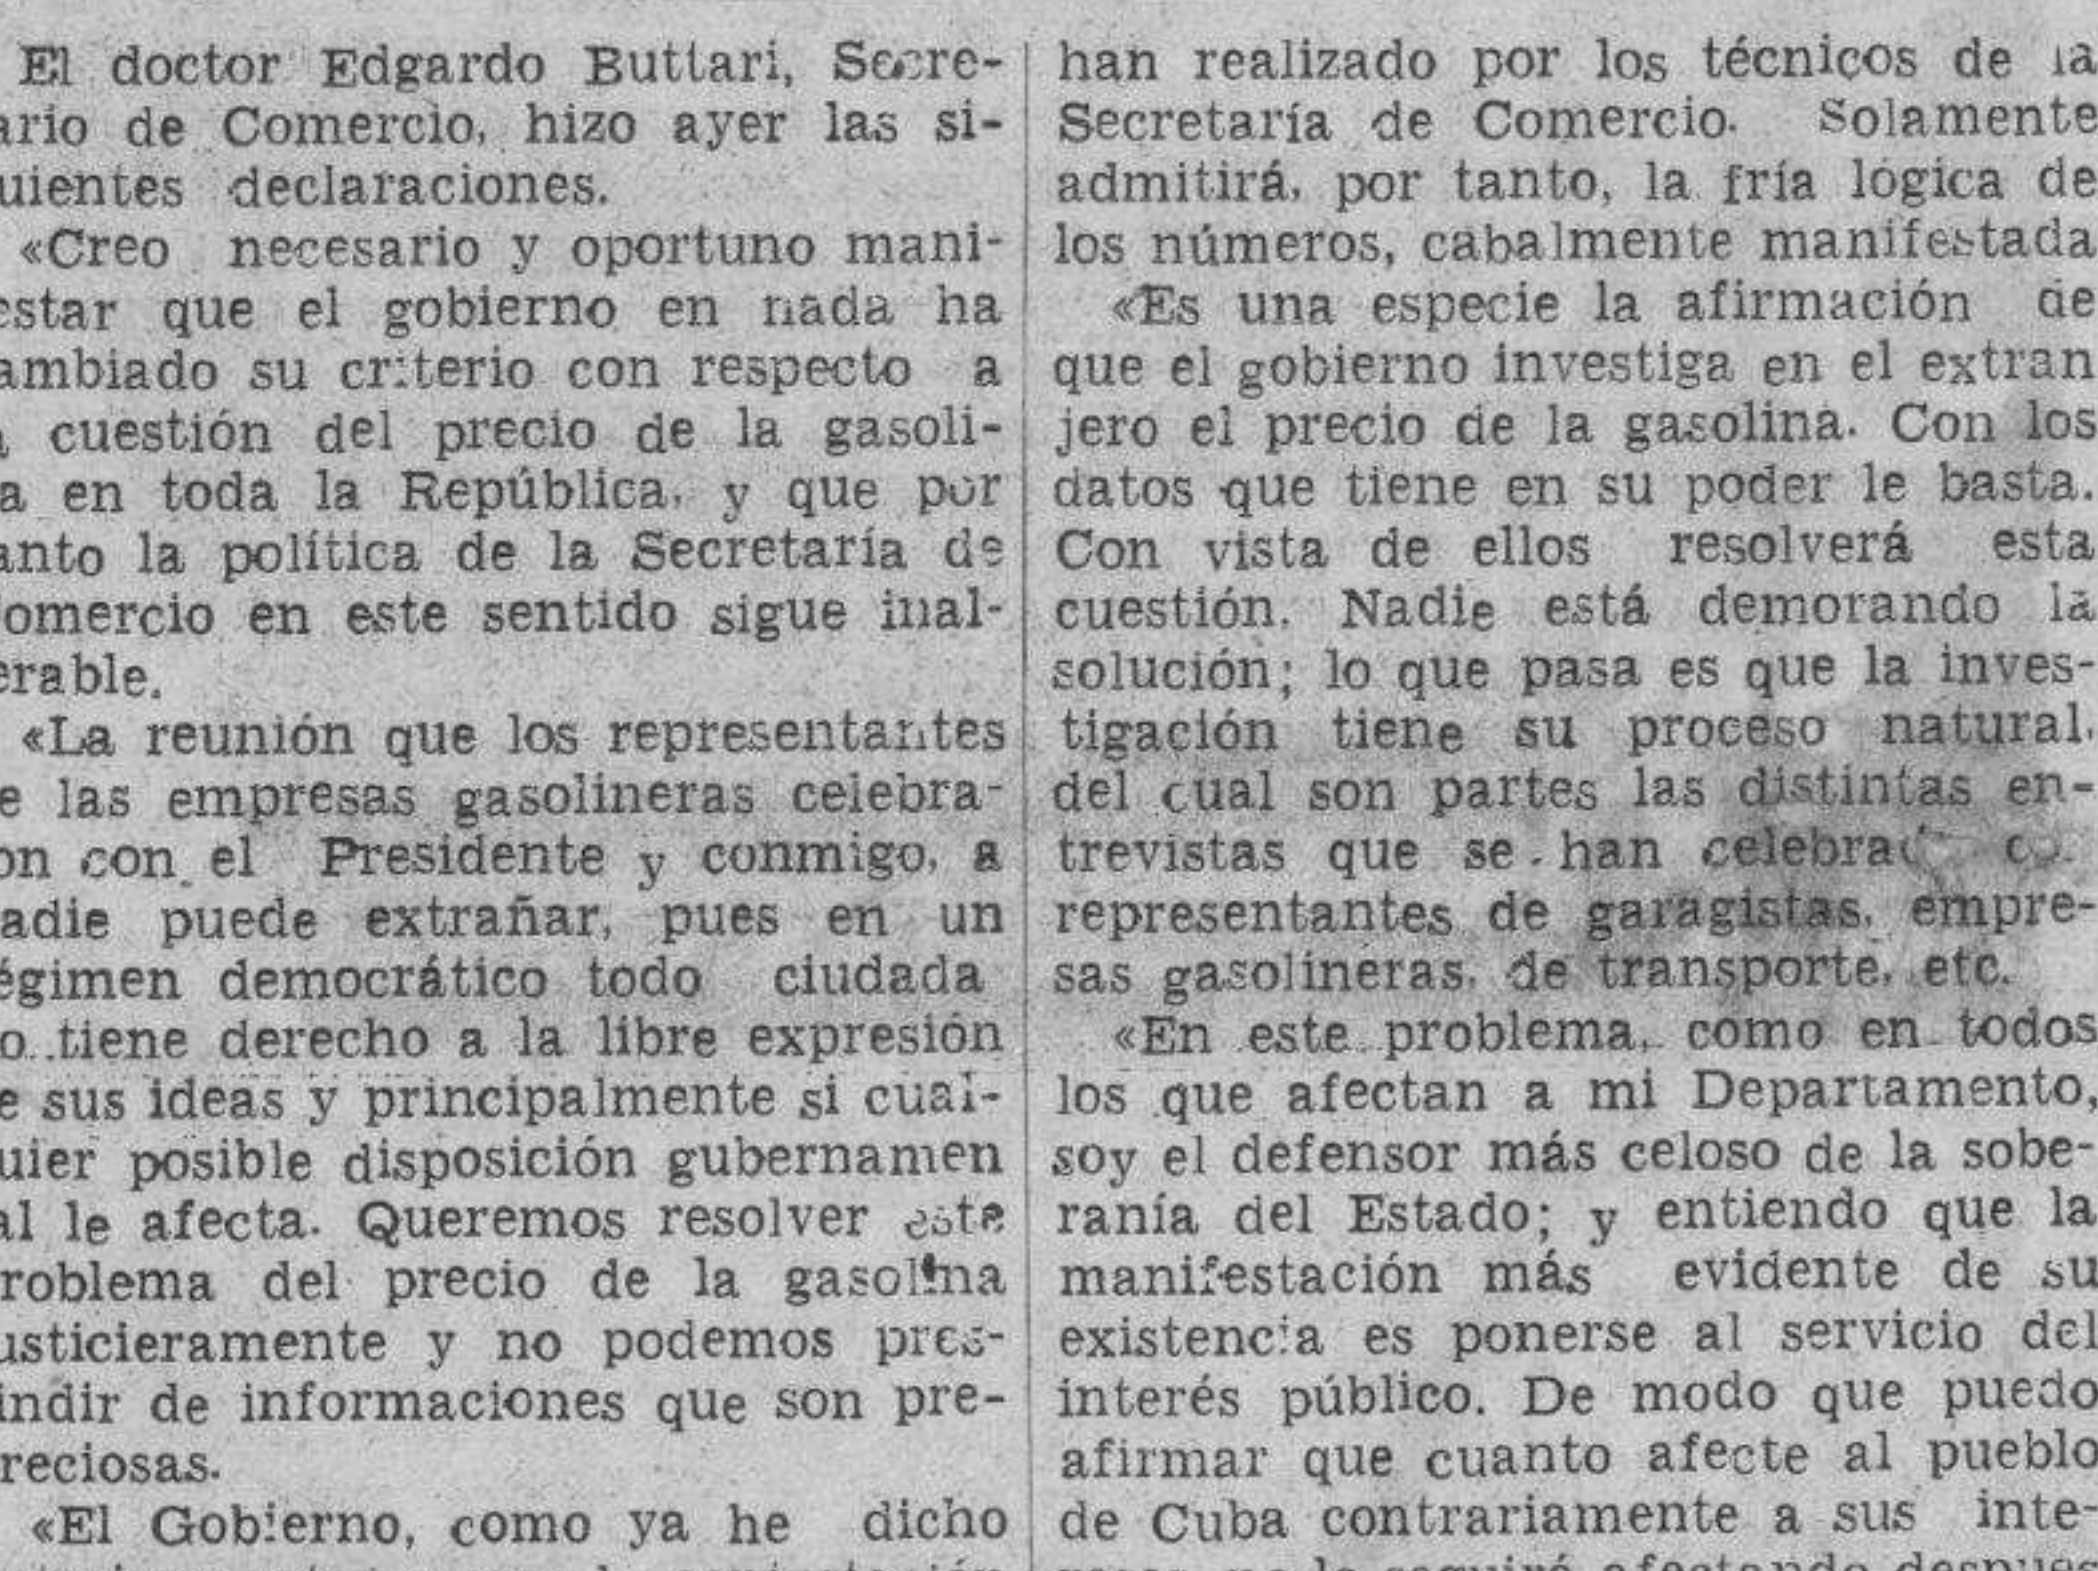 El doctor Edgardo Buttari, Secre-
ario de Comercio, hizo ayer las si-
uientes declaraciones.
«Creo necesario y oportuno mani-
estar que el gobierno en nada ha
ambiado su criterio con respecto a
cuestión del precio de la gasoli-
a en toda la República, y que por
anto la política de la Secretaría de
omercio en este sentido sigue inal-
erable.
«La reunión que los representantes
e las empresas gasolineras celebra-
on con el Presidente y conmigo, a
adie puede extrañar, pues en un
égimen democrático todo ciudada
o tiene derecho a la libre expresión
e sus ideas y principalmente si cual-
uier posible disposición gubernamen
al le afecta. Queremos resolver este
roblema del precio de la gasolina
usticieramente y no podemos pres-
indir de informaciones que son pre-
reciosas.
«El Gobierno, como ya he dicho
han realizado por los técnicos de la
Secretaría de Comercio. Solamente
admitirá, por tanto, la fría lógica de
los números, cabalmente manifestada
«Es una especie la afirmación de
que el gobierno investiga en el extran
jero el precio de la gasolina. Con los
datos que tiene en su poder le basta.
Con vista de ellos resolverá esta
cuestión. Nadie está demorando la
solución; lo que pasa es que la inves-
tigación tiene su proceso natural,
del cual son partes las distintas en-
trevistas que se han
representantes de garagistas, empre-
sas gasolineras, de transporte, etc.
«En este problema, como en todos
los que afectan a mi Departamento,
soy el defensor más celoso de la sobe-
ranía del Estado; y entiendo que la
manifestación más evidente de su
existencia es ponerse al servicio del
interés público. De modo que puedo
afirmar que cuanto afecte al pueblo
de Cuba contrariamente a sus inte-